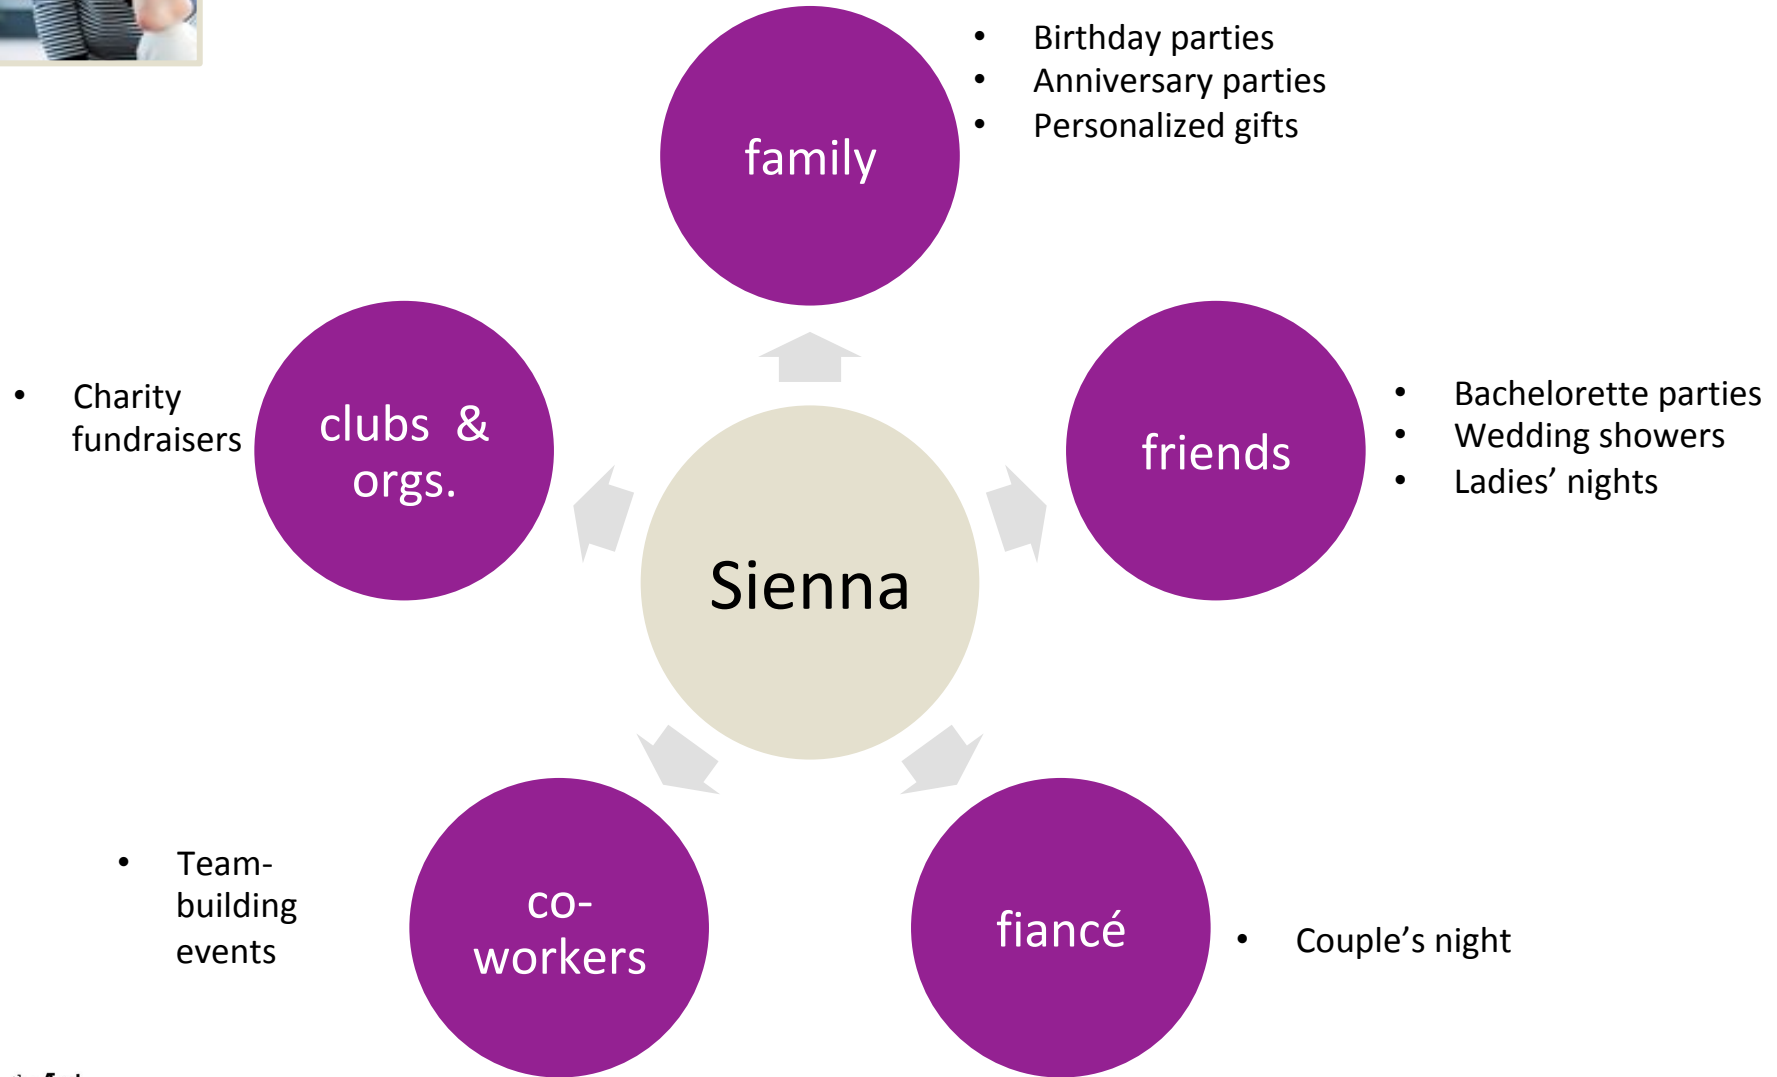 family
• Birthday parties
• Anniversary parties
• Personalized gifts
clubs & 
orgs.
• Charity
fundraisers
friends
• Bachelorette parties
• Wedding showers
• Ladies’ nights
Sienna
co-
workers
• Team-
building
events
fiancé
• Couple’s night